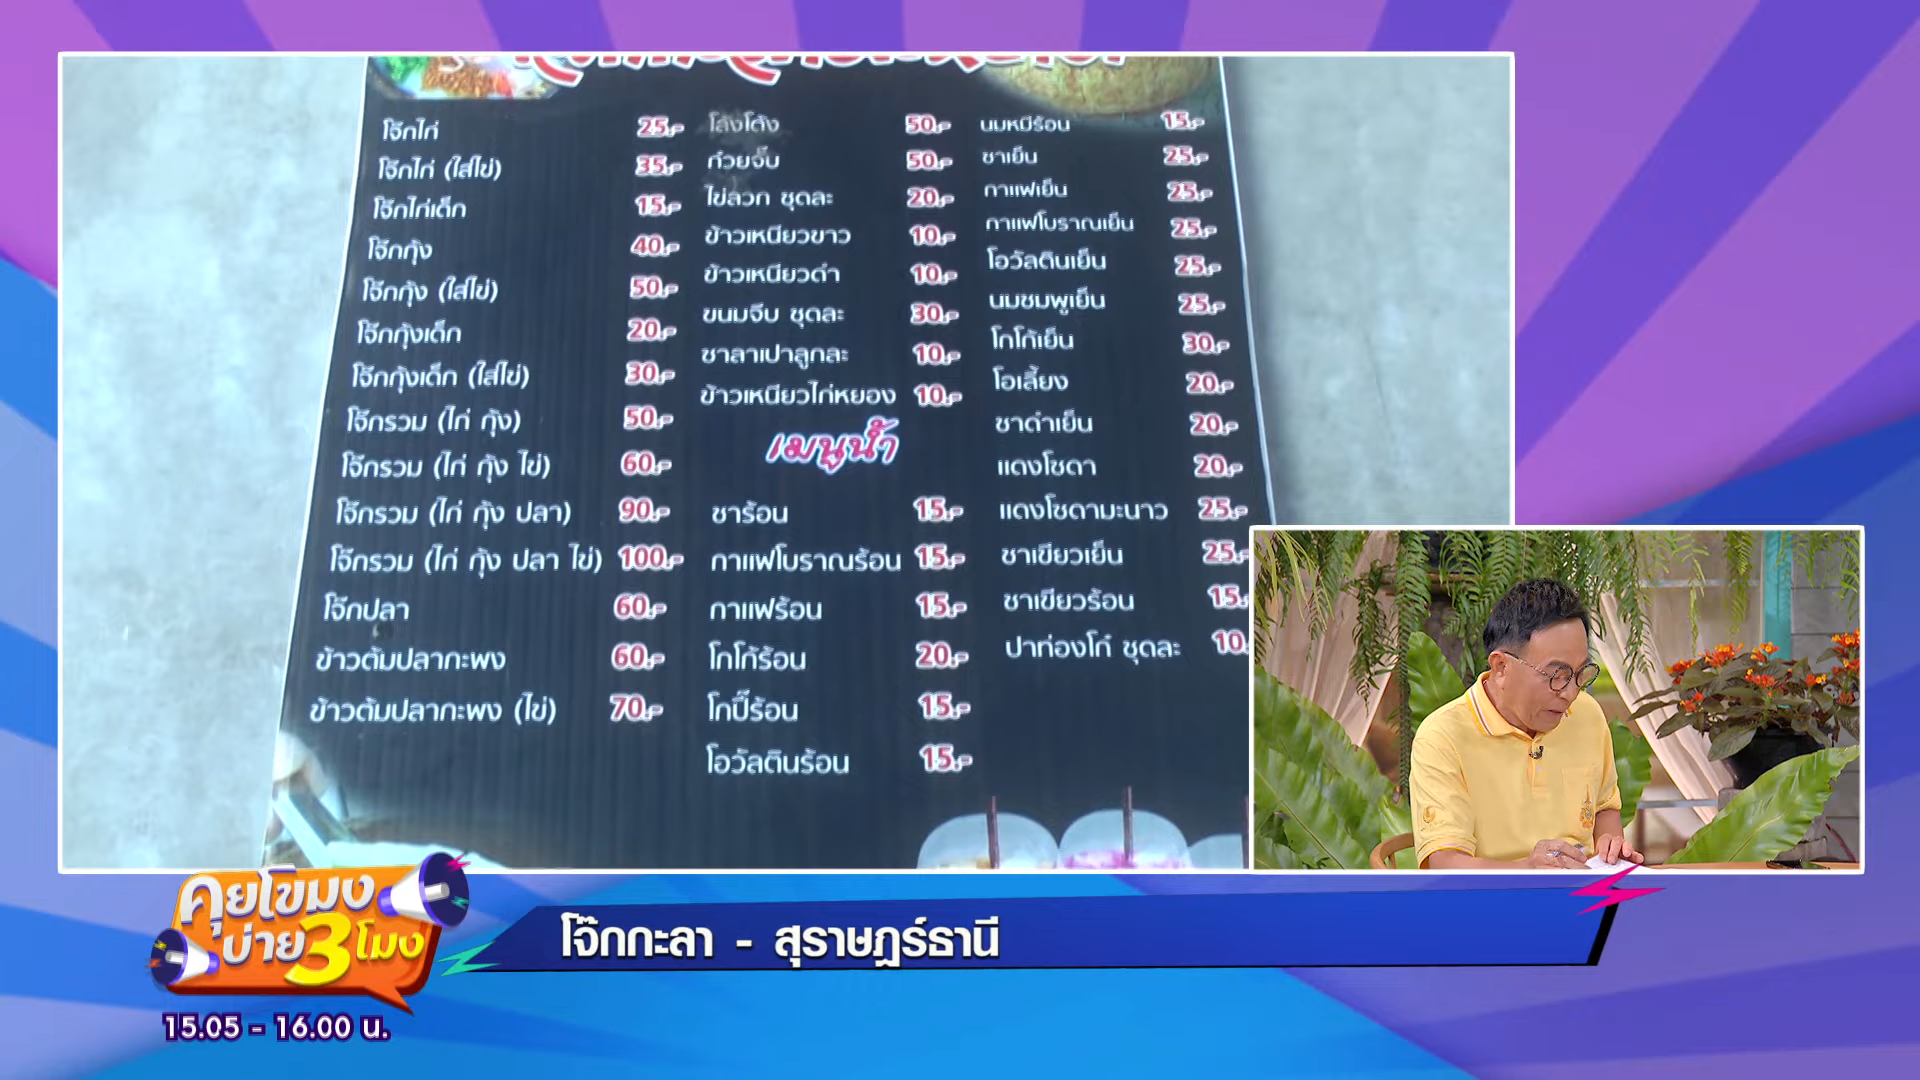 โจ๊กไก่ 25.-
โจ๊กไก่ (ใส่ไข่) 35.-
โจ๊กไก่เด็ก 15.-
โจ๊กกุ้ง 40.-
โจ๊กกุ้ง (ใส่ไข่) 50.-
โจ๊กกุ้งเด็ก 20.-
โจ๊กกุ้งเด็ก (ใส่ไข่) 30.-
โจ๊กรวม (ไก่ กุ้ง) 50.-
โจ๊กรวม (ไก่ กุ้ง ไข่) 60.-
โจ๊กรวม (ไก่ กุ้ง ปลา) 90.-
โจ๊กรวม (ไก่ กุ้ง ปลา ไข่) 100.-
โจ๊กปลา 60.-
ข้าวต้มปลากะพง 60.-
ข้าวต้มปลากะพง (ไข่) 70.-
โล้งโต้ง 50.-
ก๋วยจั๊บ 50.-
ไข่ลวก ชุดละ 20.-
ข้าวเหนียวขาว 10.-
ข้าวเหนียวดำ 10.-
ขนมจีบ ชุดละ 30.-
ซาลาเปาลูกละ 10.-
ข้าวเหนียวไก่หยอง 10.-
เมนูน้ำ
ชาร้อน 15.-
กาแฟโบราณร้อน 15.-
กาแฟร้อน 15.-
โกโก้ร้อน 20.-
โกปี๊ร้อน 15.-
โอวัลตินร้อน 15.-
นมหมีร้อน 15.-
ชาเย็น 25.-
กาแฟเย็น 25.-
กาแฟโบราณเย็น 25.-
โอวัลตินเย็น 25.-
นมชมพูเย็น 25.-
โกโก้เย็น 30.-
โอเลี้ยง 20.-
ชาดำเย็น 20.-
แดงโซดา 20.-
แดงโซดามะนาว 25.-
ชาเขียวเย็น 25.-
ชาเขียวร้อน 15.-
ปาท่องโก๋ ชุดละ 10.
คุยโขมง
บ่าย 3 โมง
15.05 - 16.00 น.
โจ๊กกะลา - สุราษฎร์ธานี